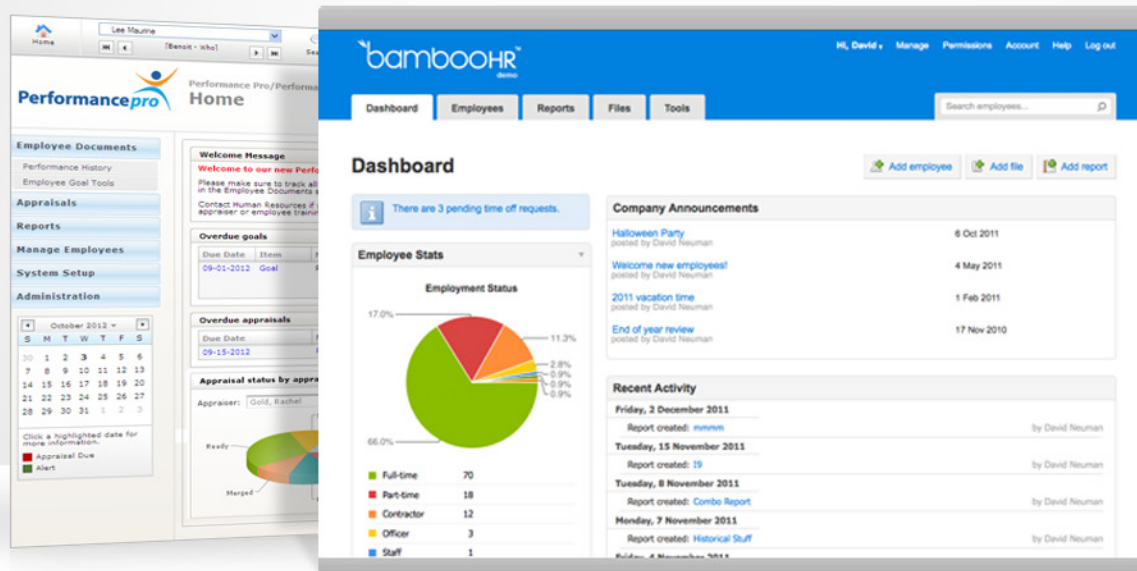 Home
Lee Maurine
[Benoit - Who]
Performancepro
Performance Pro/Performa
Home
Employee Documents
Performance History
Employee Goal Tools
Appraisals
Reports
Manage Employees
System Setup
Administration
October 2012
S M T W T F S
30 1 2 3 4 5 6
7 8 9 10 11 12 13
14 15 16 17 18 19 20
21 22 23 24 25 26 27
28 29 30 31 1 2 3
Click a highlighted date for
more information.
Appraisal Due
Alert
Welcome Message
Welcome to our new Perfo
Please make sure to track all
in the Employee Documents
Contact Human Resources if
appraiser or employee training
Overdue goals
Due Date Item
09-01-2012 Goal
Overdue appraisals
Due Date
09-15-2012
Appraisal status by appra
Appraiser: Gold, Rachel
Ready
Merged
bambooHR™
demo
Hi, David Manage Permissions Account Help Log out
Dashboard Employees Reports Files Tools
Search employees...
Dashboard
Add employee Add file Add report
There are 3 pending time off requests.
Employee Stats
Employment Status
17.0%
11.3%
2.8%
0.9%
0.9%
0.9%
66.0%
Full-time 70
Part-time 18
Contractor 12
Officer 3
Staff 1
Company Announcements
Halloween Party 6 Oct 2011
posted by David Neuman
Welcome new employees! 4 May 2011
posted by David Neuman
2011 vacation time 1 Feb 2011
posted by David Neuman
End of year review 17 Nov 2010
posted by David Neuman
Recent Activity
Friday, 2 December 2011
Report created: mmmm by David Neuman
Tuesday, 15 November 2011
Report created: I9 by David Neuman
Tuesday, 8 November 2011
Report created: Combo Report by David Neuman
Monday, 7 November 2011
Report created: Historical Stuff by David Neuman
Friday, 4 November 2011